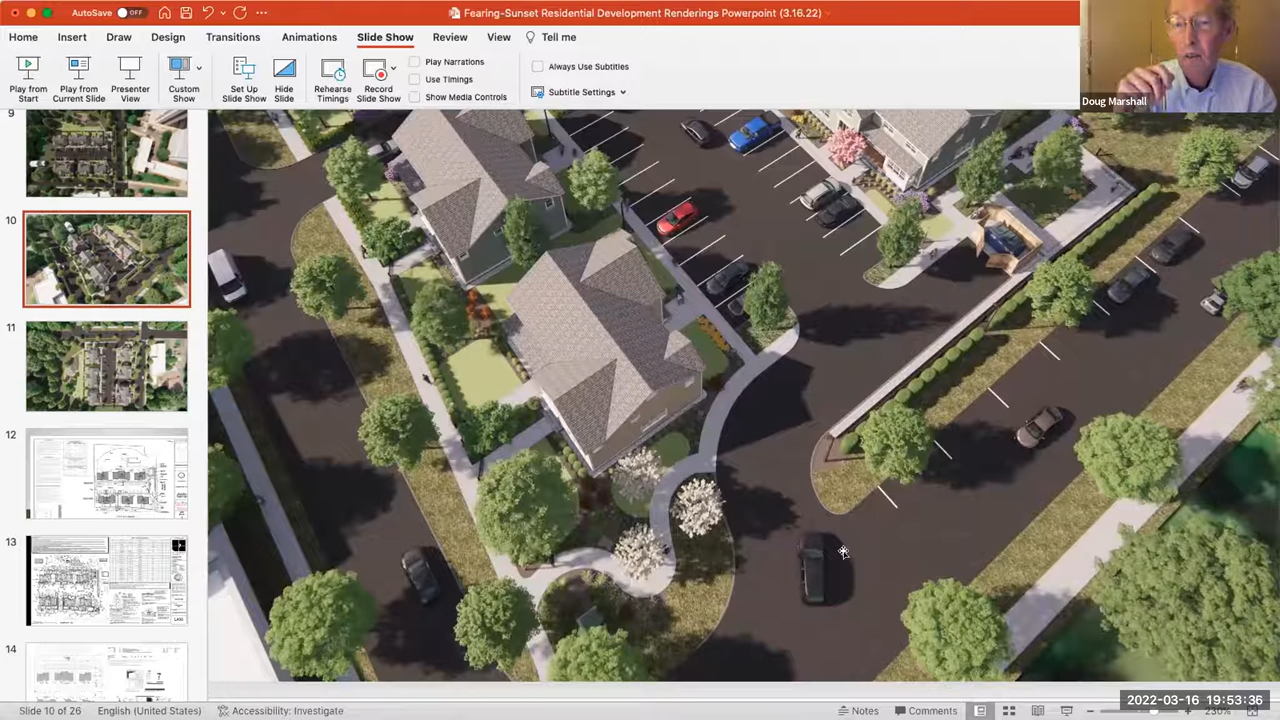 AutoSave OFF
Fearing-Sunset Residential Development Renderings Powerpoint (3.16.22)
Home Insert Draw Design Transitions Animations Slide Show Review View Tell me
Play from Start
Play from Current Slide
Presenter View
Custom Show
Set Up Slide Show
Hide Slide
Rehearse Timings
Record Slide Show
Play Narrations
Use Timings
Show Media Controls
Always Use Subtitles
Subtitle Settings
Doug Marshall
9
10
11
12
13
14
Slide 10 of 26 English (United States) Accessibility: Investigate Notes Comments 230%
2022-03-16 19:53:36